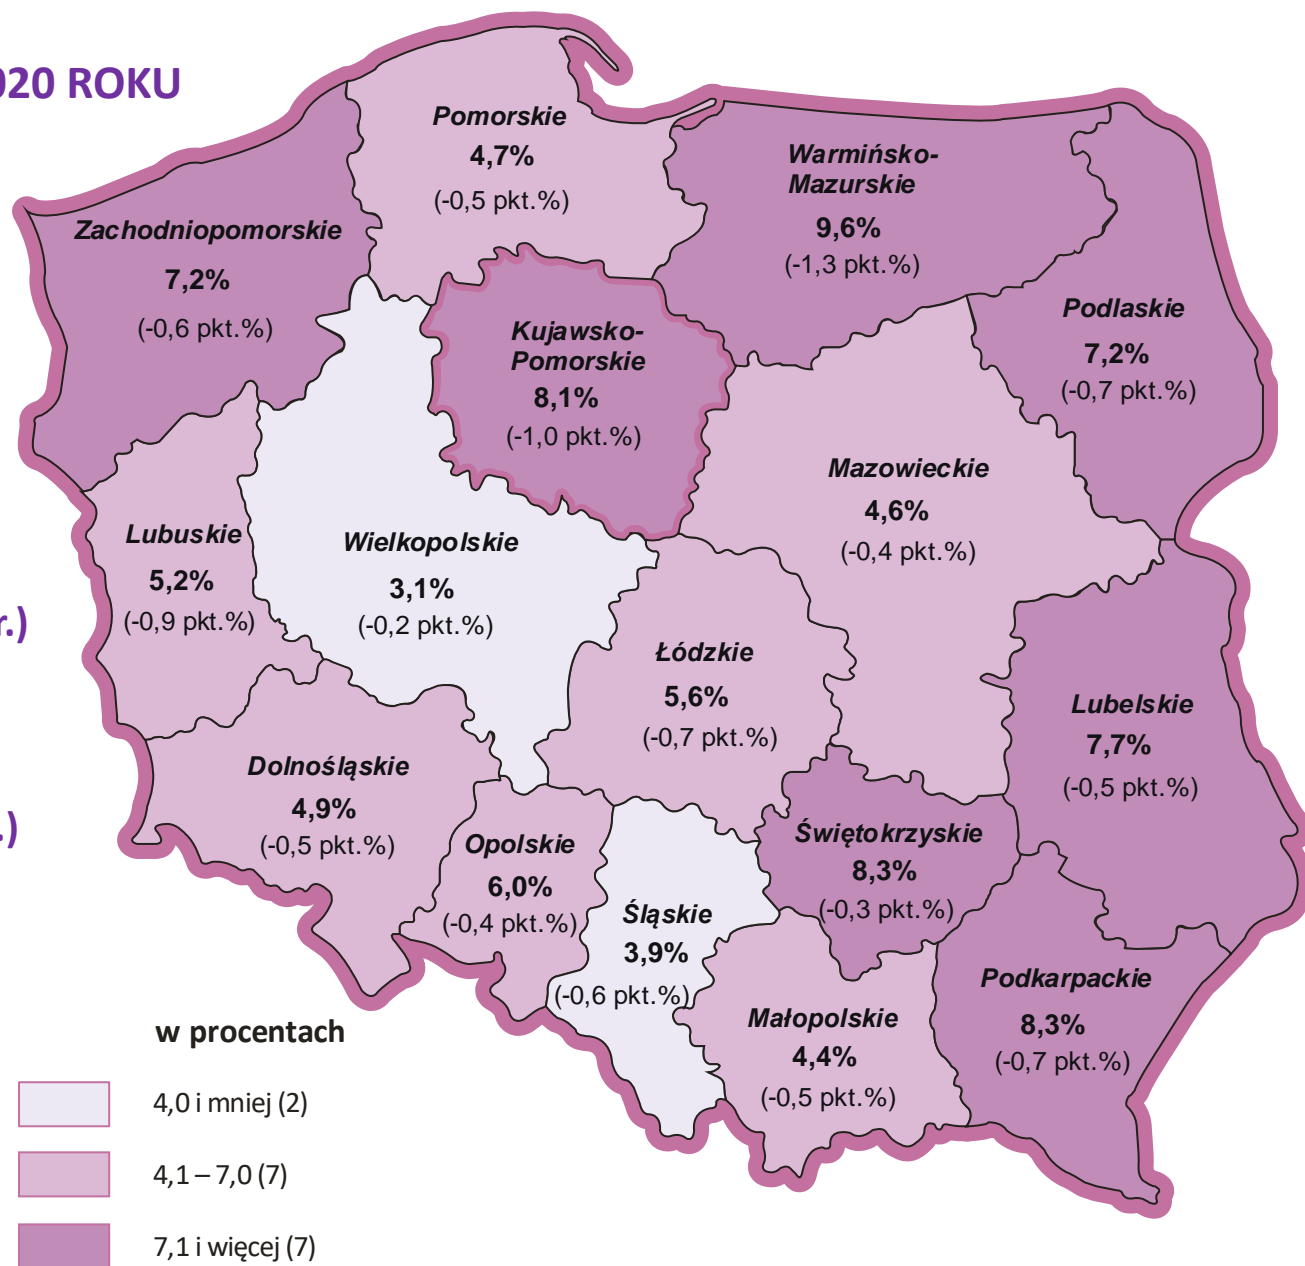 020 ROKU
Pomorskie
4,7%
(-0,5 pkt.%)
Warmińsko-
Mazurskie
9,6%
(-1,3 pkt.%)
Zachodniopomorskie
7,2%
(-0,6 pkt.%)
Podlaskie
7,2%
(-0,7 pkt.%)
Kujawsko-
Pomorskie
8,1%
(-1,0 pkt.%)
Mazowieckie
4,6%
(-0,4 pkt.%)
Lubuskie
5,2%
(-0,9 pkt.%)
Wielkopolskie
3,1%
(-0,2 pkt.%)
r.)
Łódzkie
5,6%
(-0,7 pkt.%)
Lubelskie
7,7%
(-0,5 pkt.%)
Dolnośląskie
4,9%
(-0,5 pkt.%)
.)
Opolskie
6,0%
(-0,4 pkt.%)
Świętokrzyskie
8,3%
(-0,3 pkt.%)
Śląskie
3,9%
(-0,6 pkt.%)
Podkarpackie
8,3%
(-0,7 pkt.%)
Małopolskie
4,4%
(-0,5 pkt.%)
w procentach
4,0 i mniej (2)
4,1 – 7,0 (7)
7,1 i więcej (7)